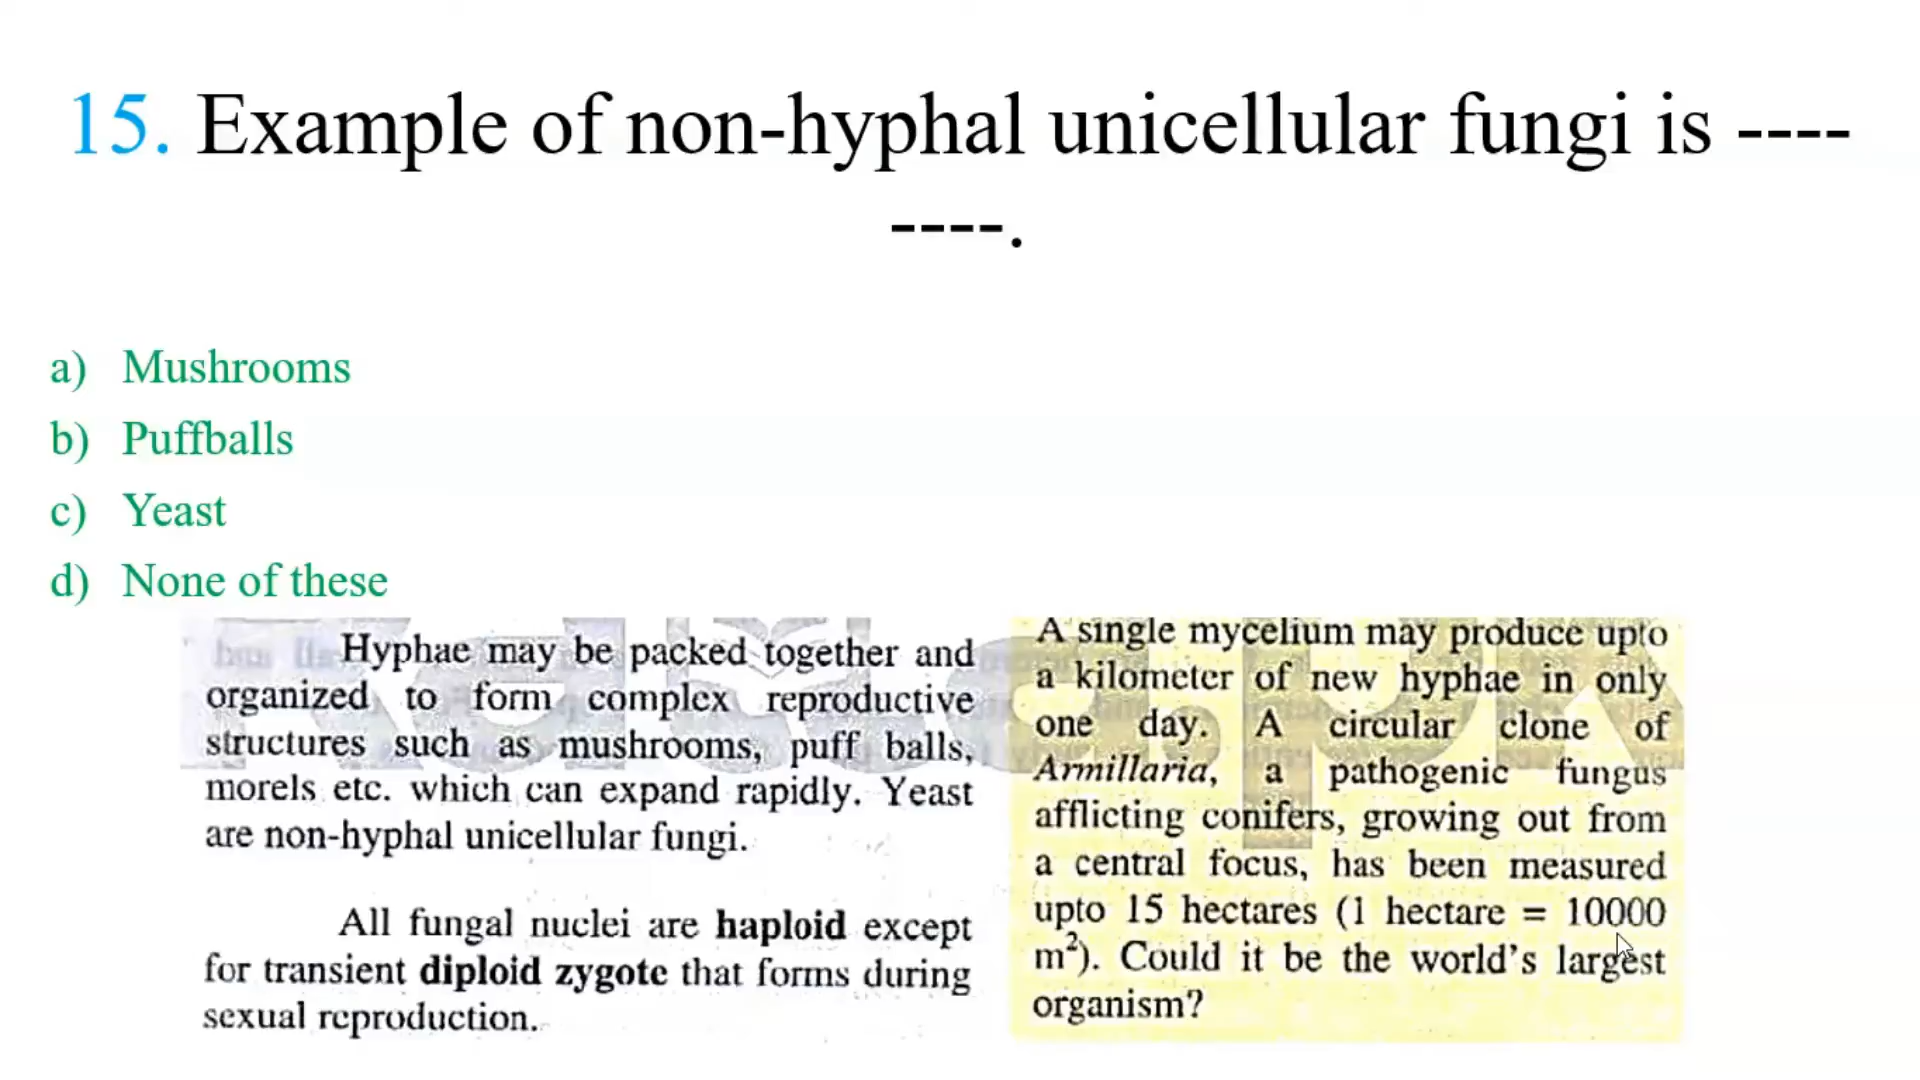 15. Example of non-hyphal unicellular fungi is ----
----.
a) Mushrooms
b) Puffballs
c) Yeast
d) None of these
Hyphae may be packed together and
organized to form complex reproductive
structures such as mushrooms, puff balls,
morels etc. which can expand rapidly. Yeast
are non-hyphal unicellular fungi.
All fungal nuclei are haploid except
for transient diploid zygote that forms during
sexual reproduction.
A single mycelium may produce upto
a kilometer of new hyphae in only
one day. A circular clone of
Armillaria, a pathogenic fungus
afflicting conifers, growing out from
a central focus, has been measured
upto 15 hectares (1 hectare = 10000
m²). Could it be the world's largest
organism?